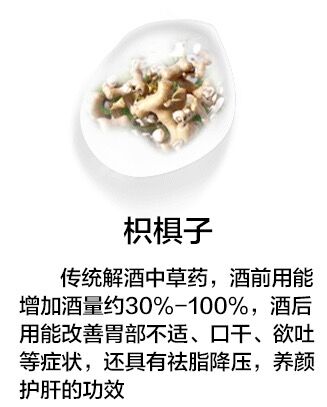 枳椇子
传统解酒中草药，酒前用能
增加酒量约30%-100%，酒后
用能改善胃部不适、口干、欲吐
等症状，还具有祛脂降压，养颜
护肝的功效